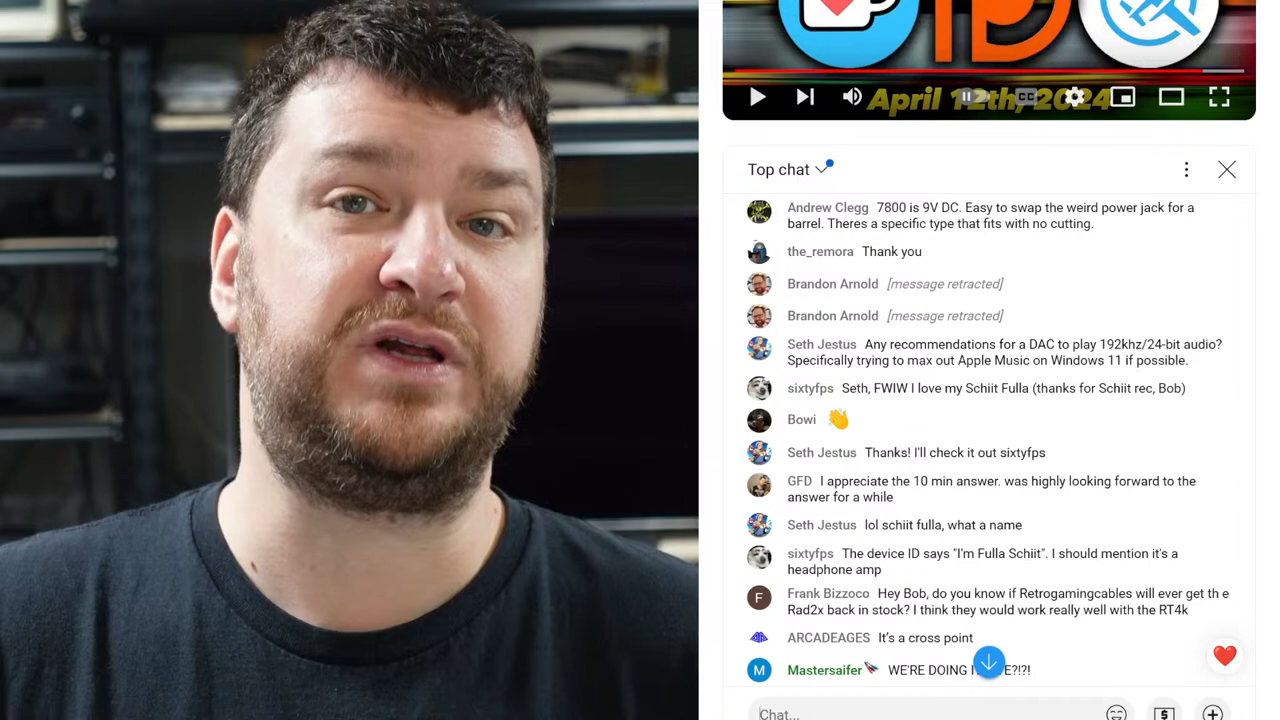 April 12th, 2024
Top chat
Andrew Clegg 7800 is 9V DC. Easy to swap the weird power jack for a
barrel. Theres a specific type that fits with no cutting.
the_remora Thank you
Brandon Arnold [message retracted]
Brandon Arnold [message retracted]
Seth Jestus Any recommendations for a DAC to play 192khz/24-bit audio?
Specifically trying to max out Apple Music on Windows 11 if possible.
sixtyfps Seth, FWIW I love my Schiit Fulla (thanks for Schiit rec, Bob)
Bowi 👋
Seth Jestus Thanks! I'll check it out sixtyfps
GFD I appreciate the 10 min answer. was highly looking forward to the
answer for a while
Seth Jestus lol schiit fulla, what a name
sixtyfps The device ID says "I'm Fulla Schiit". I should mention it's a
headphone amp
F Frank Bizzoco Hey Bob, do you know if Retrogamingcables will ever get th e
Rad2x back in stock? I think they would work really well with the RT4k
ARCADEAGES It's a cross point
M Mastersaifer WE'RE DOING E?!?!
Chat...